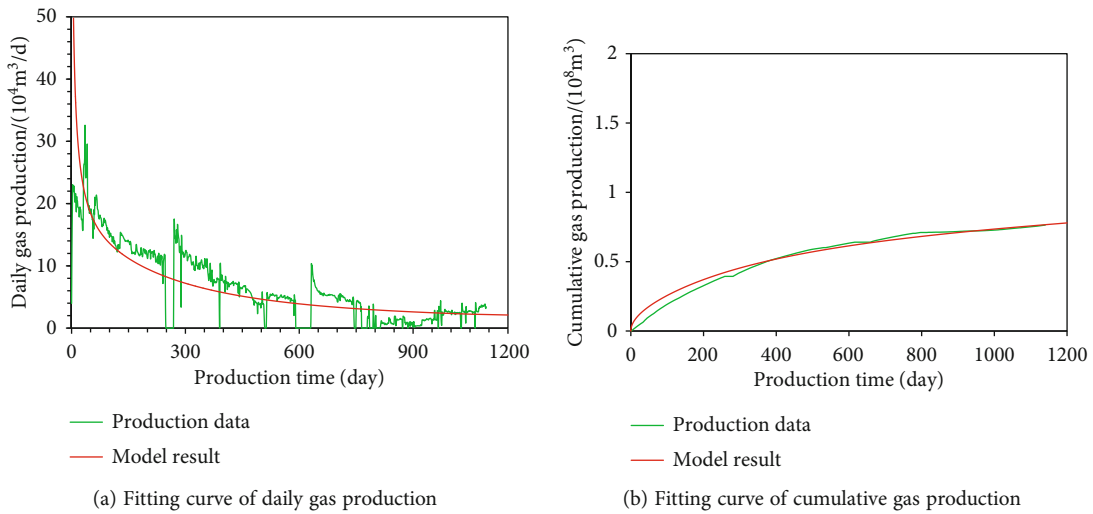 50
40
30
20
10
0
0
300
600
900
1200
Daily gas production/(10⁴m³/d)
Production time (day)
Production data
Model result
(a) Fitting curve of daily gas production
2
1.5
1
0.5
0
0
200
400
600
800
1000
1200
Cumulative gas production/(10⁸m³)
Production time (day)
Production data
Model result
(b) Fitting curve of cumulative gas production